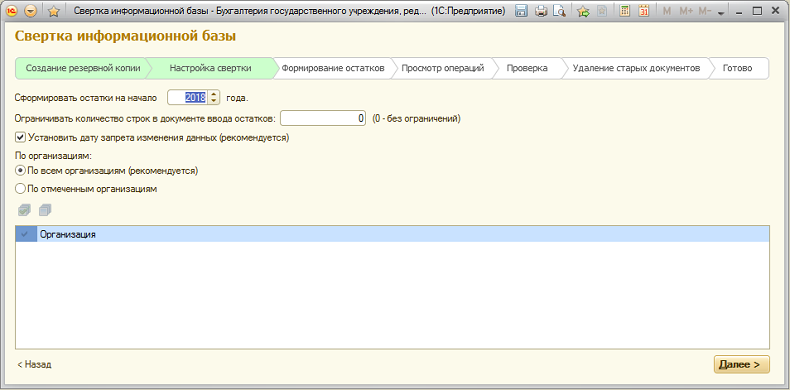 Свертка информационной базы - Бухгалтерия государственного учреждения, ред... (1С:Предприятие)
M M+ M-
Свертка информационной базы
Создание резервной копии Настройка свертки Формирование остатков Просмотр операций Проверка Удаление старых документов Готово
Сформировать остатки на начало 2018 года.
Ограничивать количество строк в документе ввода остатков: 0 (0 - без ограничений)
Установить дату запрета изменения данных (рекомендуется)
По организациям:
По всем организациям (рекомендуется)
По отмеченным организациям
Организация
< Назад Далее >